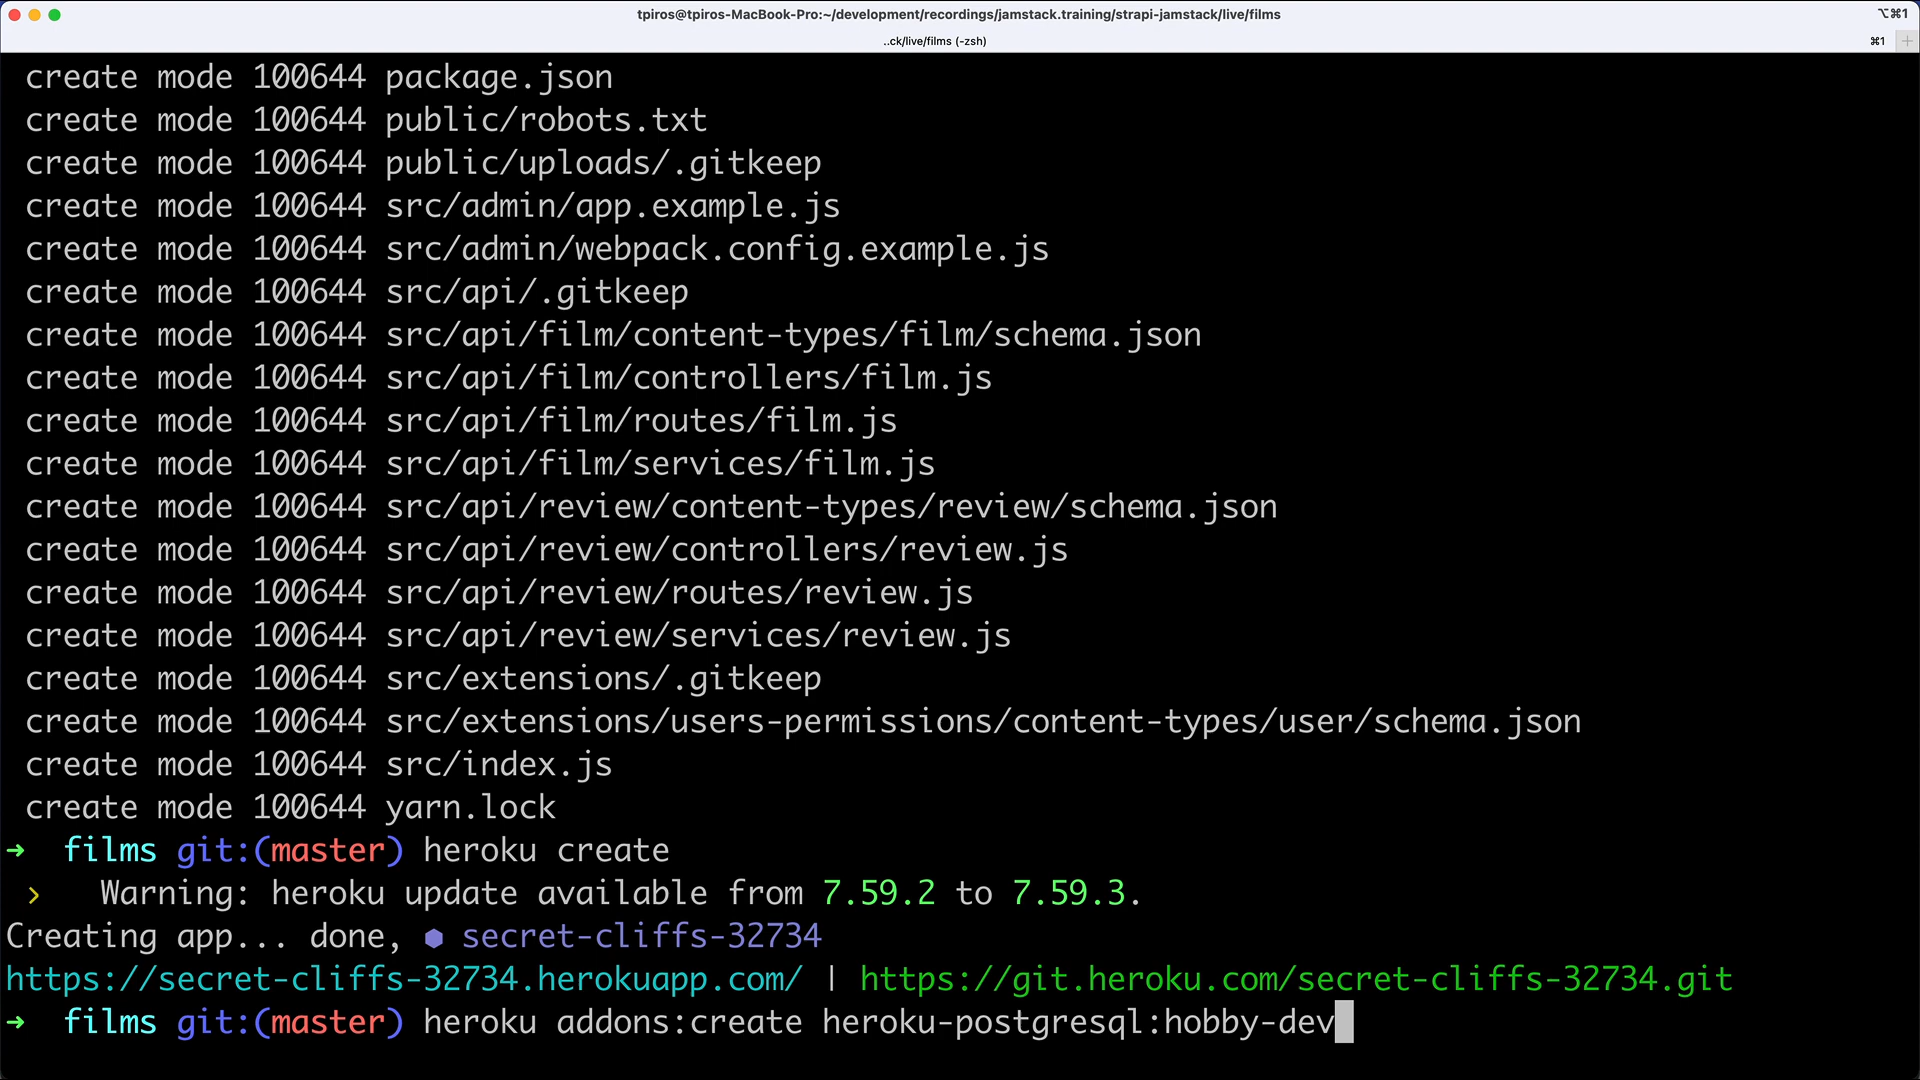 tpiros@tpiros-MacBook-Pro:~/development/recordings/jamstack.training/strapi-jamstack/live/films
⌥⌘1
..ck/live/films (-zsh)
⌘1
create mode 100644 package.json
create mode 100644 public/robots.txt
create mode 100644 public/uploads/.gitkeep
create mode 100644 src/admin/app.example.js
create mode 100644 src/admin/webpack.config.example.js
create mode 100644 src/api/.gitkeep
create mode 100644 src/api/film/content-types/film/schema.json
create mode 100644 src/api/film/controllers/film.js
create mode 100644 src/api/film/routes/film.js
create mode 100644 src/api/film/services/film.js
create mode 100644 src/api/review/content-types/review/schema.json
create mode 100644 src/api/review/controllers/review.js
create mode 100644 src/api/review/routes/review.js
create mode 100644 src/api/review/services/review.js
create mode 100644 src/extensions/.gitkeep
create mode 100644 src/extensions/users-permissions/content-types/user/schema.json
create mode 100644 src/index.js
create mode 100644 yarn.lock
➜ films git:(master) heroku create
› Warning: heroku update available from 7.59.2 to 7.59.3.
Creating app... done, ⬢ secret-cliffs-32734
https://secret-cliffs-32734.herokuapp.com/ | https://git.heroku.com/secret-cliffs-32734.git
➜ films git:(master) heroku addons:create heroku-postgresql:hobby-dev